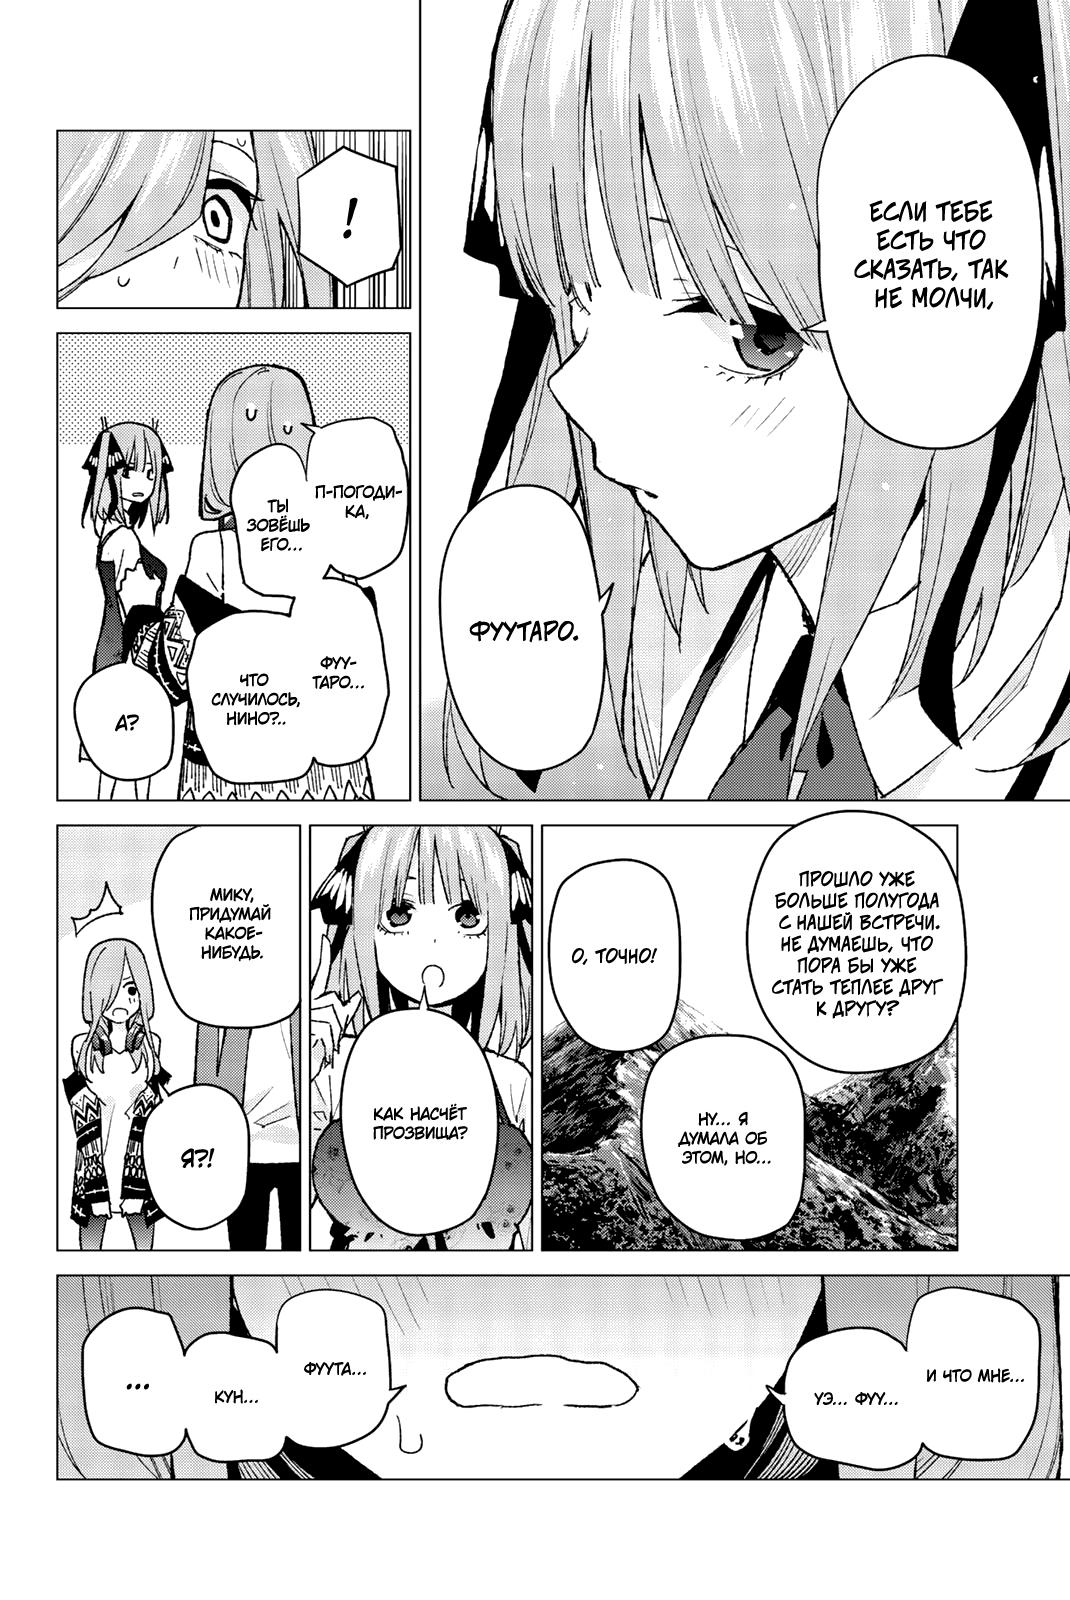 ЕСЛИ ТЕБЕ
ЕСТЬ ЧТО
СКАЗАТЬ, ТАК
НЕ МОЛЧИ,
ФУУТАРО.
!
П-ПОГОДИ-
КА,
ТЫ
ЗОВЁШЬ
ЕГО...
ФУУ-
ТАРО...
ЧТО
СЛУЧИЛОСЬ,
НИНО?..
А?
ПРОШЛО УЖЕ
БОЛЬШЕ ПОЛУГОДА
С НАШЕЙ ВСТРЕЧИ.
НЕ ДУМАЕШЬ, ЧТО
ПОРА БЫ УЖЕ
СТАТЬ ТЕПЛЕЕ ДРУГ
К ДРУГУ?
НУ... Я
ДУМАЛА ОБ
ЭТОМ, НО...
О, ТОЧНО!
КАК НАСЧЁТ
ПРОЗВИЩА?
МИКУ,
ПРИДУМАЙ
КАКОЕ-
НИБУДЬ.
Я?!
И ЧТО МНЕ...
УЭ... ФУУ...
ФУУТА...
КУН...
...